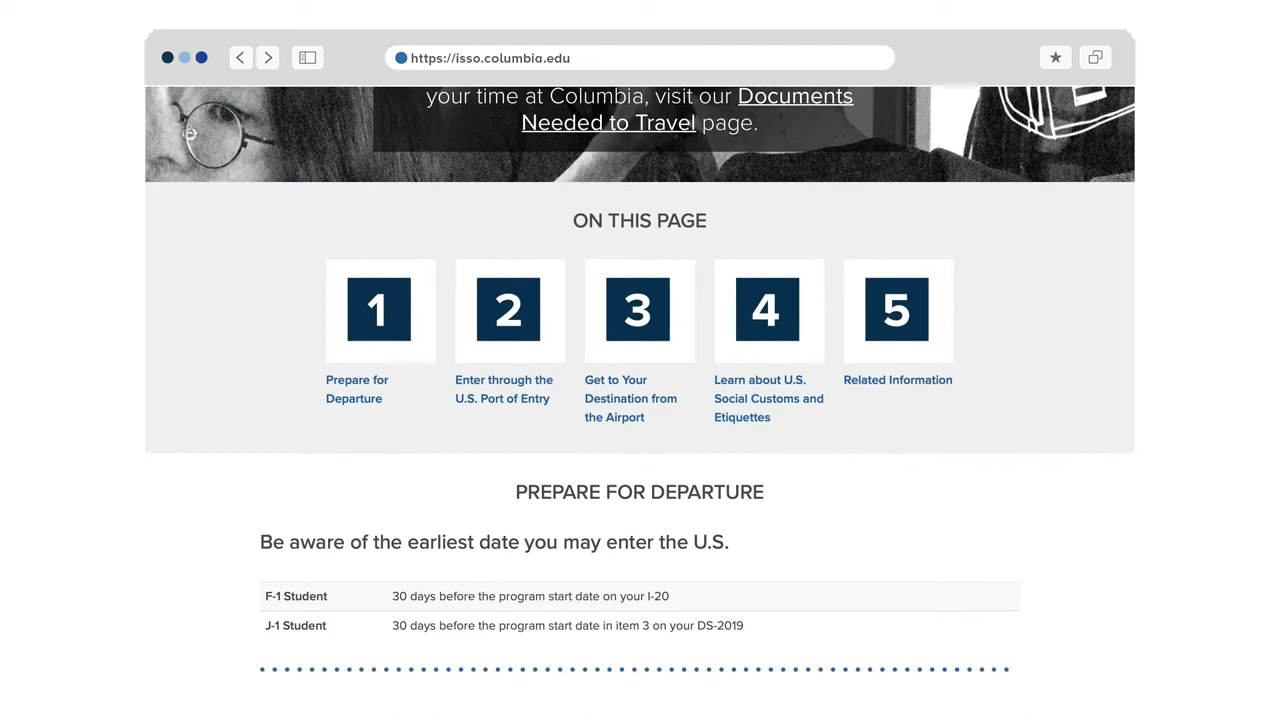 https://isso.columbia.edu
your time at Columbia, visit our Documents
Needed to Travel page.
ON THIS PAGE
1 2 3 4 5
Prepare for
Departure
Enter through the
U.S. Port of Entry
Get to Your
Destination from
the Airport
Learn about U.S.
Social Customs and
Etiquettes
Related Information
PREPARE FOR DEPARTURE
Be aware of the earliest date you may enter the U.S.
F-1 Student 30 days before the program start date on your I-20
J-1 Student 30 days before the program start date in item 3 on your DS-2019